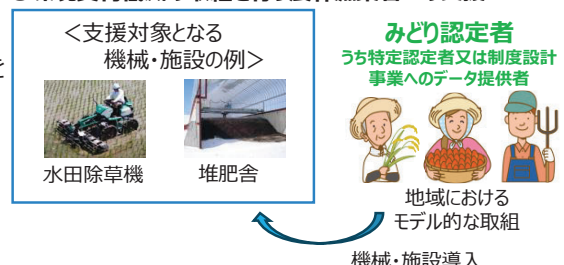 ＜支援対象となる
機械・施設の例＞
水田除草機
堆肥舎
みどり認定者
うち特定認定者又は制度設計
事業へのデータ提供者
地域における
モデル的な取組
機械・施設導入